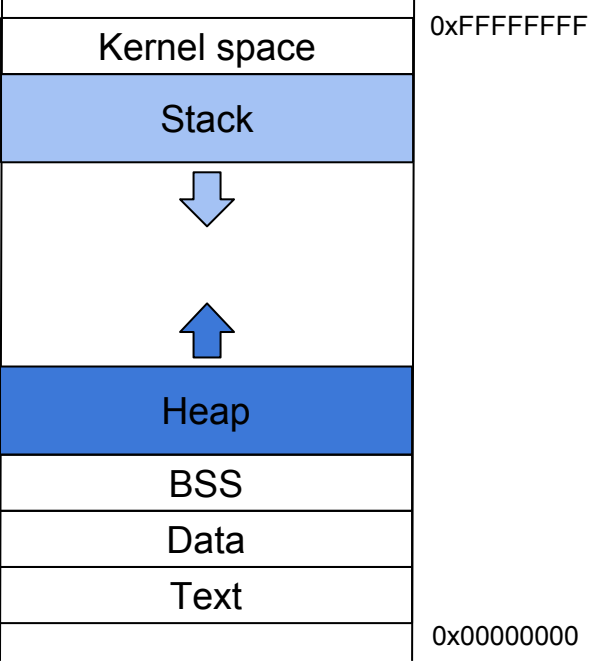 0xFFFFFFFF
Kernel space
Stack
Heap
BSS
Data
Text
0x00000000